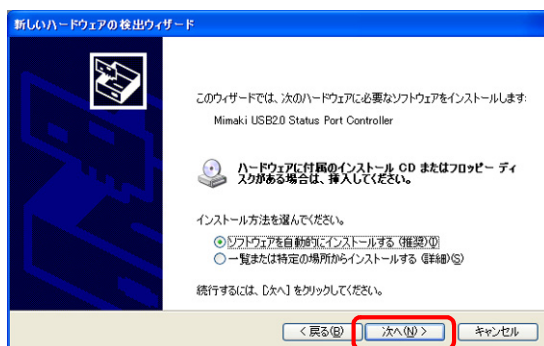 新しいハードウェアの検出ウィザード
このウィザードでは、次のハードウェアに必要なソフトウェアをインストールします:
Mimaki USB2.0 Status Port Controller
ハードウェアに付属のインストール CD またはフロッピー ディ
スクがある場合は、挿入してください。
インストール方法を選んでください。
ソフトウェアを自動的にインストールする (推奨)(I)
一覧または特定の場所からインストールする (詳細)(S)
続行するには、[次へ] をクリックしてください。
< 戻る(B) 次へ(N) > キャンセル